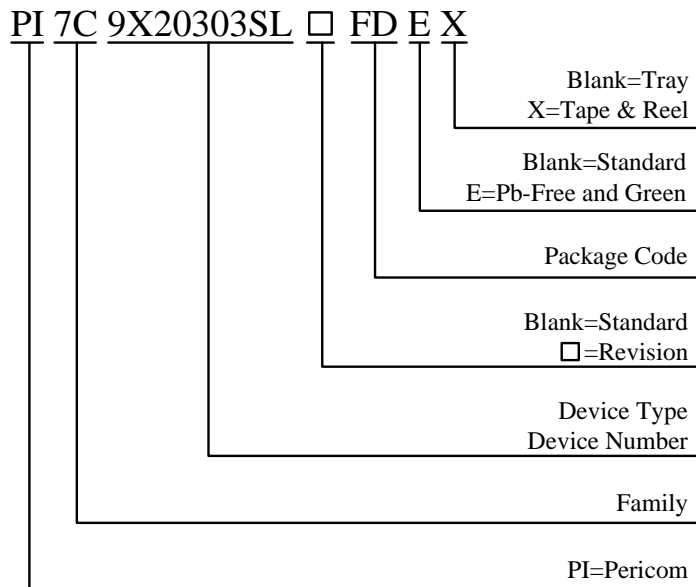 PI 7C 9X20303SL □ FD E X
Blank=Tray
X=Tape & Reel
Blank=Standard
E=Pb-Free and Green
Package Code
Blank=Standard
□=Revision
Device Type
Device Number
Family
PI=Pericom